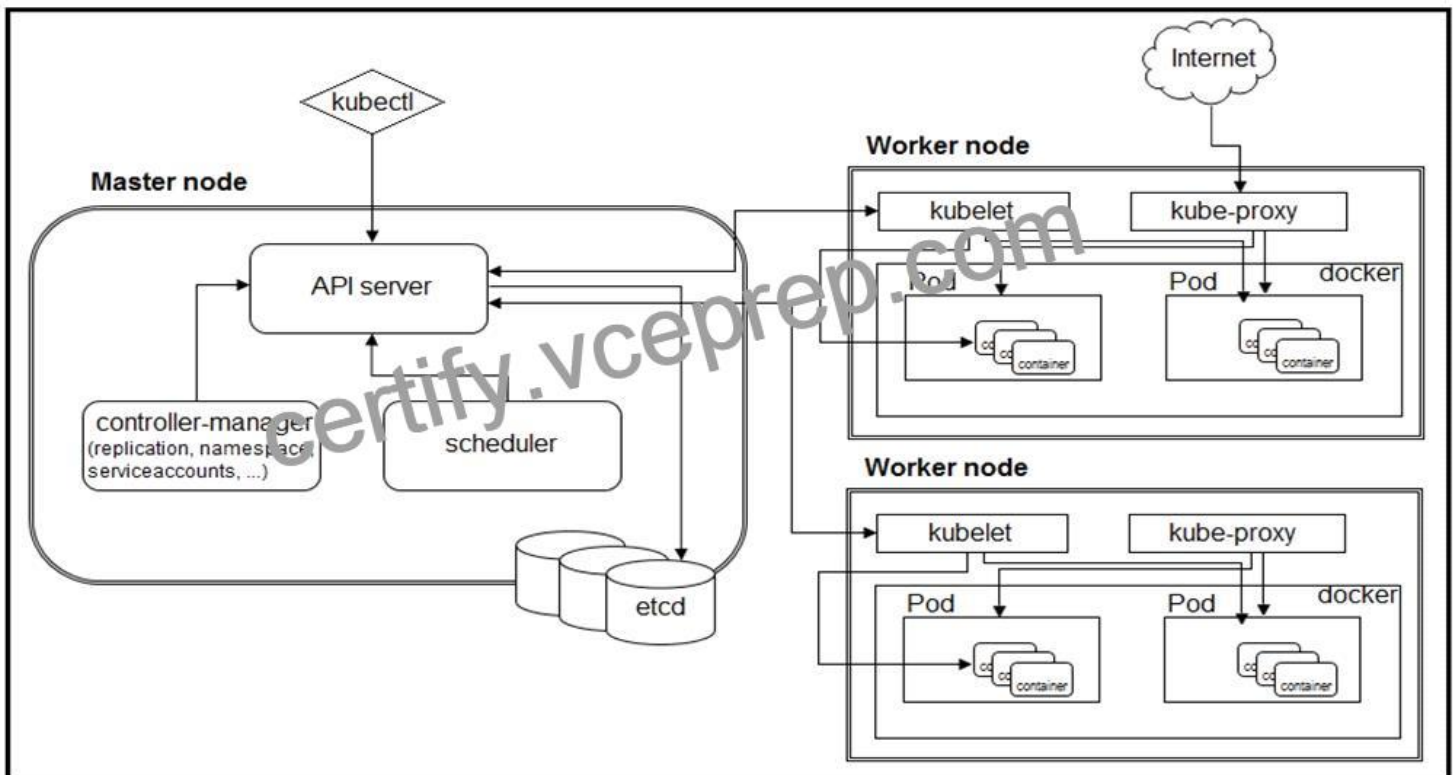 Internet
kubectl
Worker node
Master node
kubelet
kube-proxy
API server
Pod
Pod
docker
container
container
controller-manager
(replication, namespace,
serviceaccounts, ...)
scheduler
certify.vceprep.com
Worker node
kubelet
kube-proxy
etcd
Pod
Pod
docker
container
container